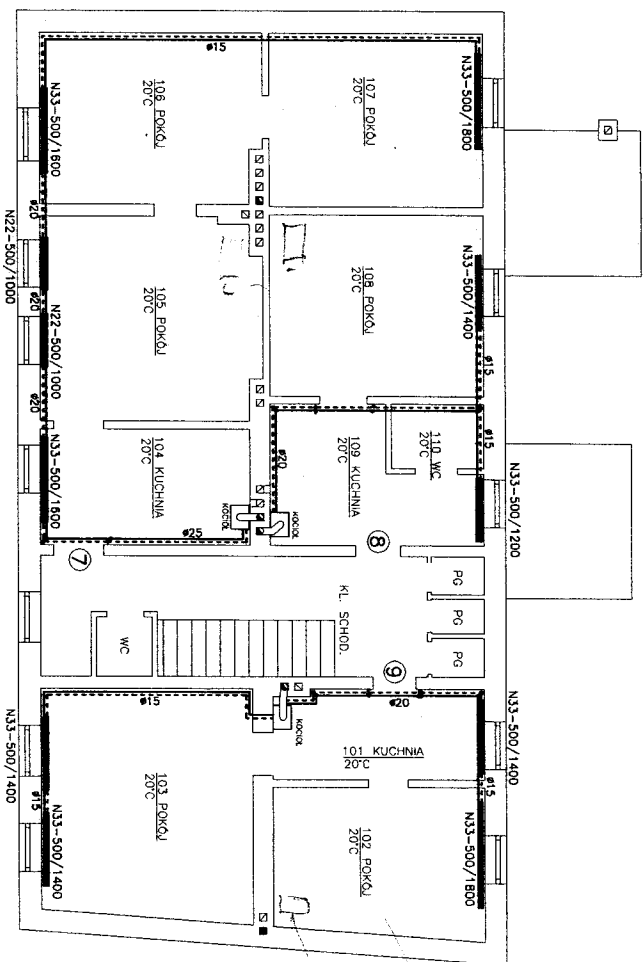 N33-500/1600
106 POKÓJ
20°C
ø15
107 POKÓJ
20°C
N33-500/1800
ø20
N22-500/1000
ø20
N22-500/1000
ø20
105 POKÓJ
20°C
108 POKÓJ
20°C
N33-500/1400
ø15
N33-500/1600
104 KUCHNIA
20°C
ø25
KOCIOŁ
KOCIOŁ
ø20
109 KUCHNIA
20°C
110 WC
20°C
ø15
N33-500/1200
7
8
WC
KL. SCHOD.
PG
PG
PG
9
N33-500/1400
ø15
N33-500/1400
ø15
103 POKÓJ
20°C
KOCIOŁ
101 KUCHNIA
20°C
ø20
N33-500/1400
ø15
102 POKÓJ
20°C
N33-500/1800